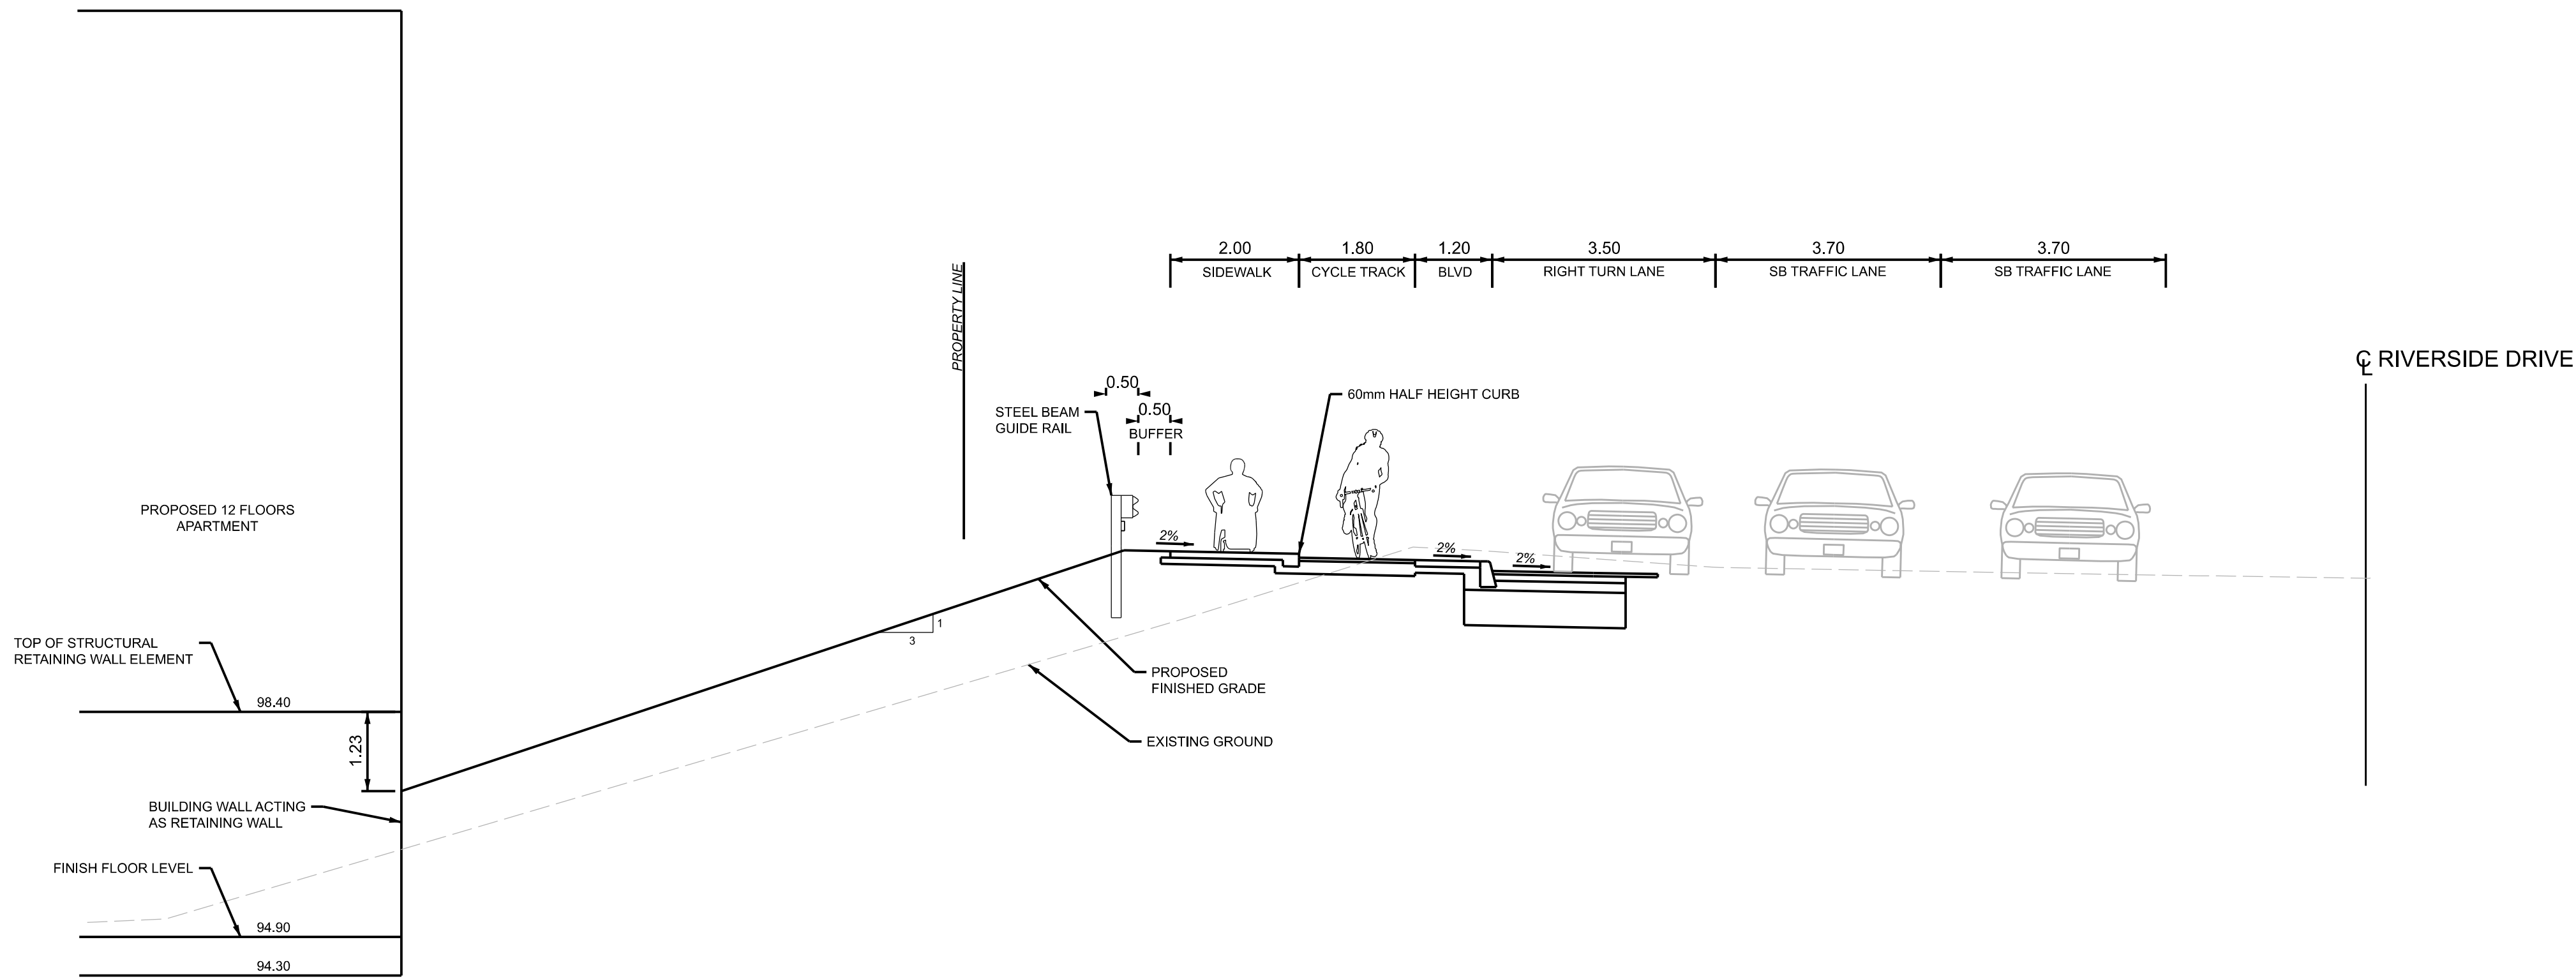 2.00
SIDEWALK
1.80
CYCLE TRACK
1.20
BLVD
3.50
RIGHT TURN LANE
3.70
SB TRAFFIC LANE
3.70
SB TRAFFIC LANE
PROPERTY LINE
℄ RIVERSIDE DRIVE
0.50
0.50
BUFFER
STEEL BEAM
GUIDE RAIL
60mm HALF HEIGHT CURB
PROPOSED 12 FLOORS
APARTMENT
2%
2%
2%
1
3
TOP OF STRUCTURAL
RETAINING WALL ELEMENT
PROPOSED
FINISHED GRADE
98.40
1.23
EXISTING GROUND
BUILDING WALL ACTING
AS RETAINING WALL
FINISH FLOOR LEVEL
94.90
94.30